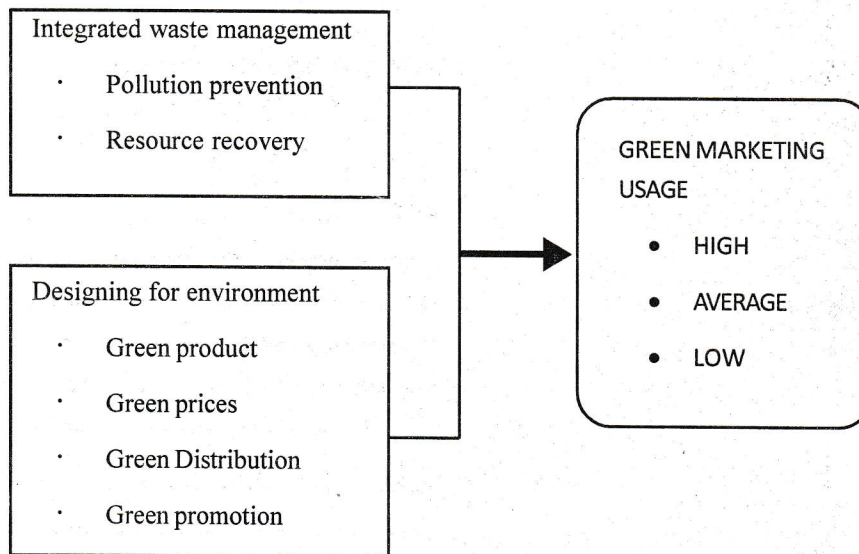 Integrated waste management
· Pollution prevention
· Resource recovery
Designing for environment
· Green product
· Green prices
· Green Distribution
· Green promotion
GREEN MARKETING
USAGE
• HIGH
• AVERAGE
• LOW